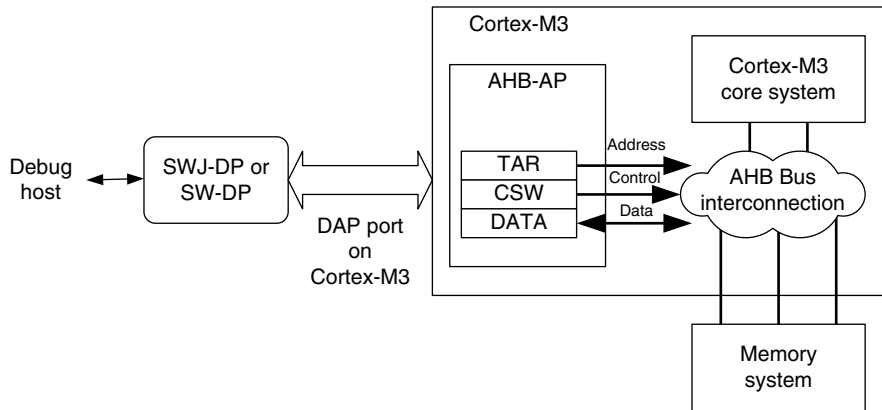 Cortex-M3
AHB-AP
Cortex-M3
core system
Debug
host
SWJ-DP or
SW-DP
DAP port
on
Cortex-M3
TAR
CSW
DATA
Address
Control
Data
AHB Bus
interconnection
Memory
system